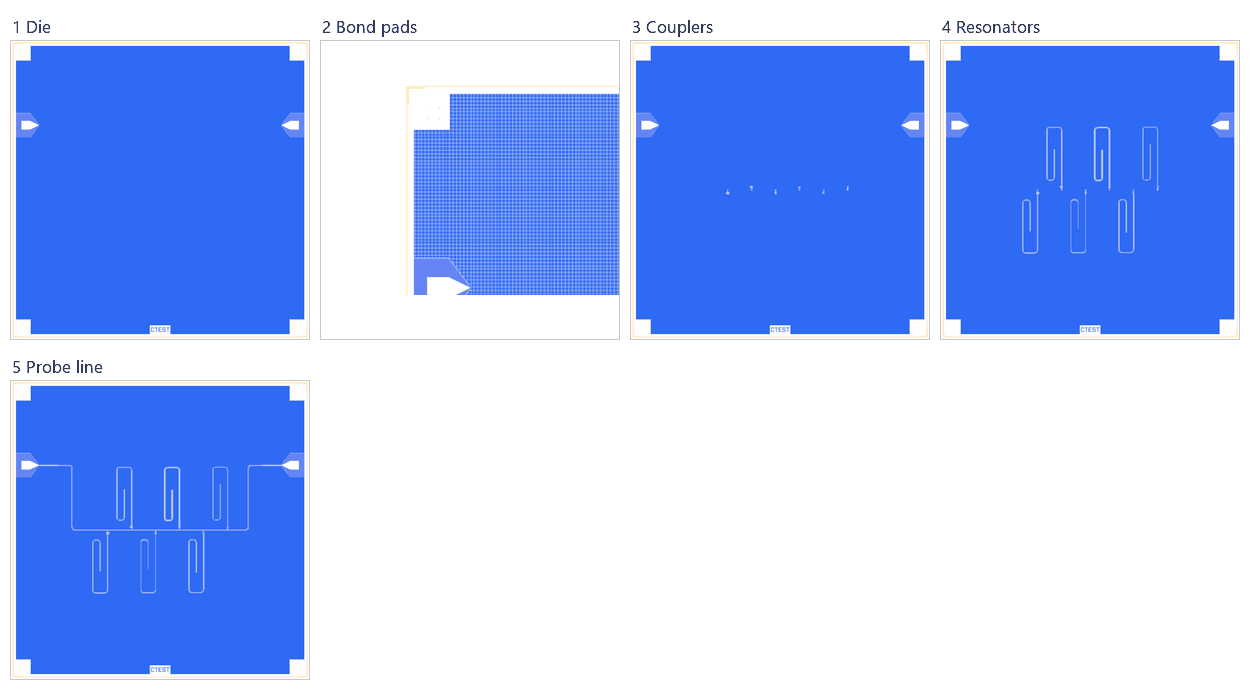 1 Die
2 Bond pads
3 Couplers
4 Resonators
CTEST
CTEST
CTEST
5 Probe line
CTEST